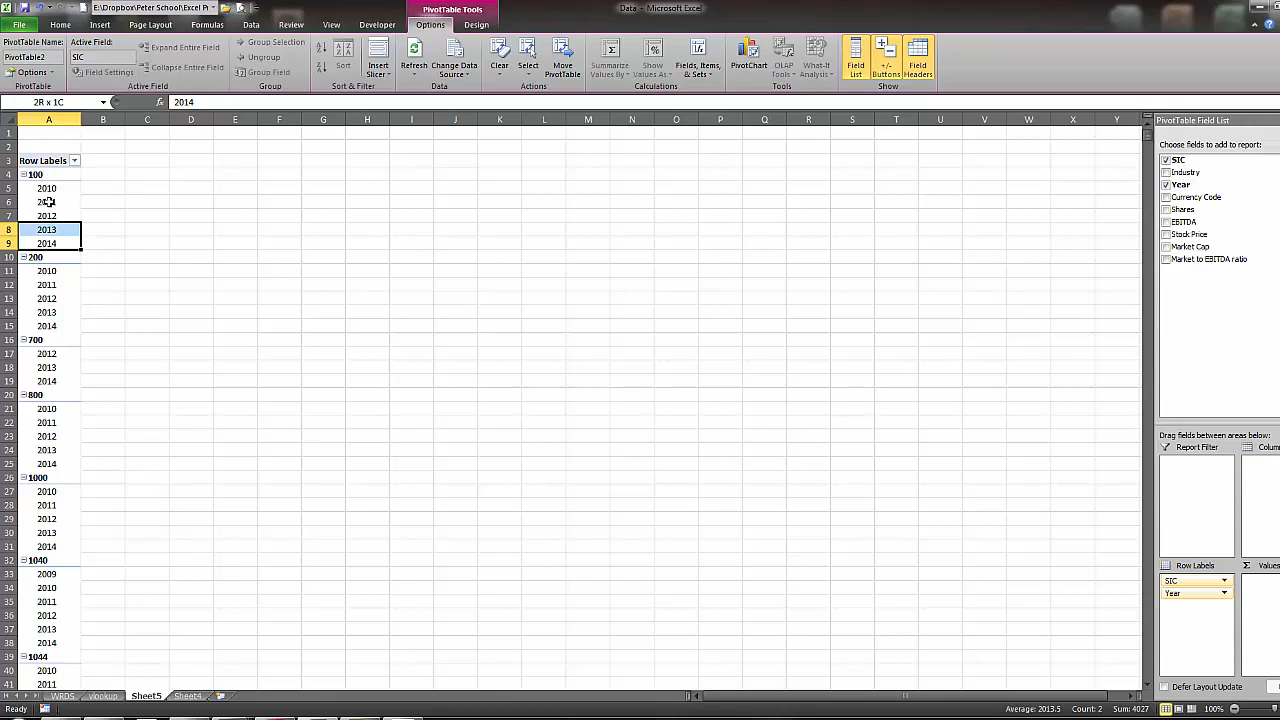 E:\Dropbox\Peter School\Excel Pi
PivotTable Tools
Data - Microsoft Excel
File Home Insert Page Layout Formulas Data Review View Developer Options Design
PivotTable Name:
PivotTable2
Options
PivotTable
Active Field:
SIC
Field Settings
Expand Entire Field
Collapse Entire Field
Active Field
Group Selection
Ungroup
Group Field
Group
Sort
Insert Slicer
Sort & Filter
Refresh
Change Data Source
Data
Clear
Select
Move PivotTable
Actions
Summarize Values By
Show Values As
Fields, Items, & Sets
Calculations
PivotChart
OLAP Tools
What-If Analysis
Tools
Field List
+/- Buttons
Field Headers
Show
2R x 1C fx 2014
A B C D E F G H I J K L M N O P Q R S T U V W X Y
1
2
3 Row Labels
4 100
5 2010
6
7 2012
8 2013
9 2014
10 200
11 2010
12 2011
13 2012
14 2013
15 2014
16 700
17 2012
18 2013
19 2014
20 800
21 2010
22 2011
23 2012
24 2013
25 2014
26 1000
27 2010
28 2011
29 2012
30 2013
31 2014
32 1040
33 2009
34 2010
35 2011
36 2012
37 2013
38 2014
39 1044
40 2010
41 2011
PivotTable Field List
Choose fields to add to report:
SIC
Industry
Year
Currency Code
Shares
EBITDA
Stock Price
Market Cap
Market to EBITDA ratio
Drag fields between areas below:
Report Filter Colum
Row Labels Σ Values
SIC
Year
Defer Layout Update
WRDS vlookup Sheet5 Sheet4
Ready Average: 2013.5 Count: 2 Sum: 4027 100%